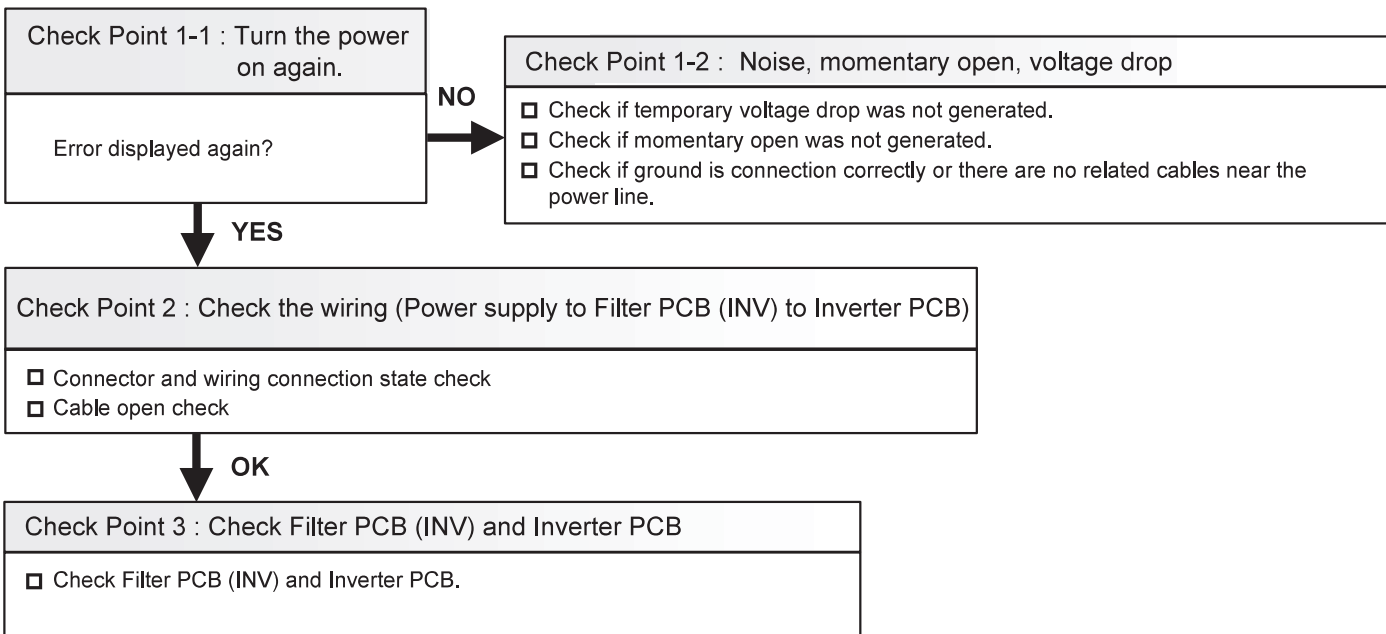 Check Point 1-1 : Turn the power
on again.
Error displayed again?
NO
Check Point 1-2 : Noise, momentary open, voltage drop
Check if temporary voltage drop was not generated.
Check if momentary open was not generated.
Check if ground is connection correctly or there are no related cables near the
power line.
YES
Check Point 2 : Check the wiring (Power supply to Filter PCB (INV) to Inverter PCB)
Connector and wiring connection state check
Cable open check
OK
Check Point 3 : Check Filter PCB (INV) and Inverter PCB
Check Filter PCB (INV) and Inverter PCB.